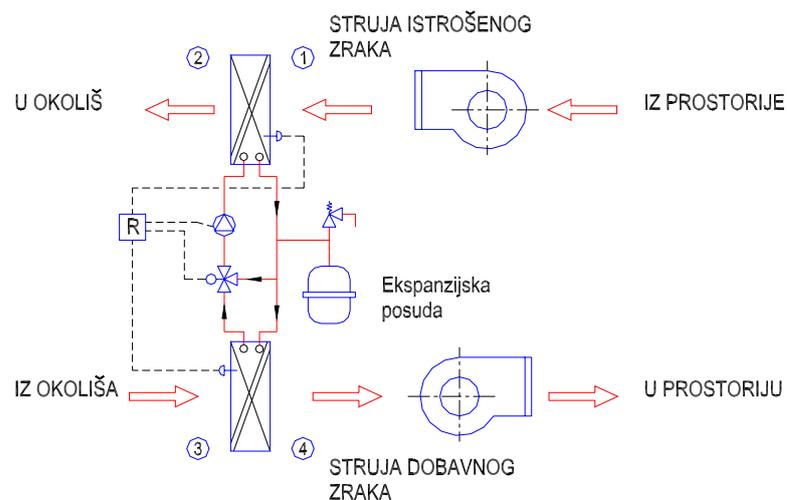 STRUJA ISTROŠENOG
ZRAKA
2
1
U OKOLIŠ
IZ PROSTORIJE
R
Ekspanzijska
posuda
IZ OKOLIŠA
U PROSTORIJU
3
4
STRUJA DOBAVNOG
ZRAKA